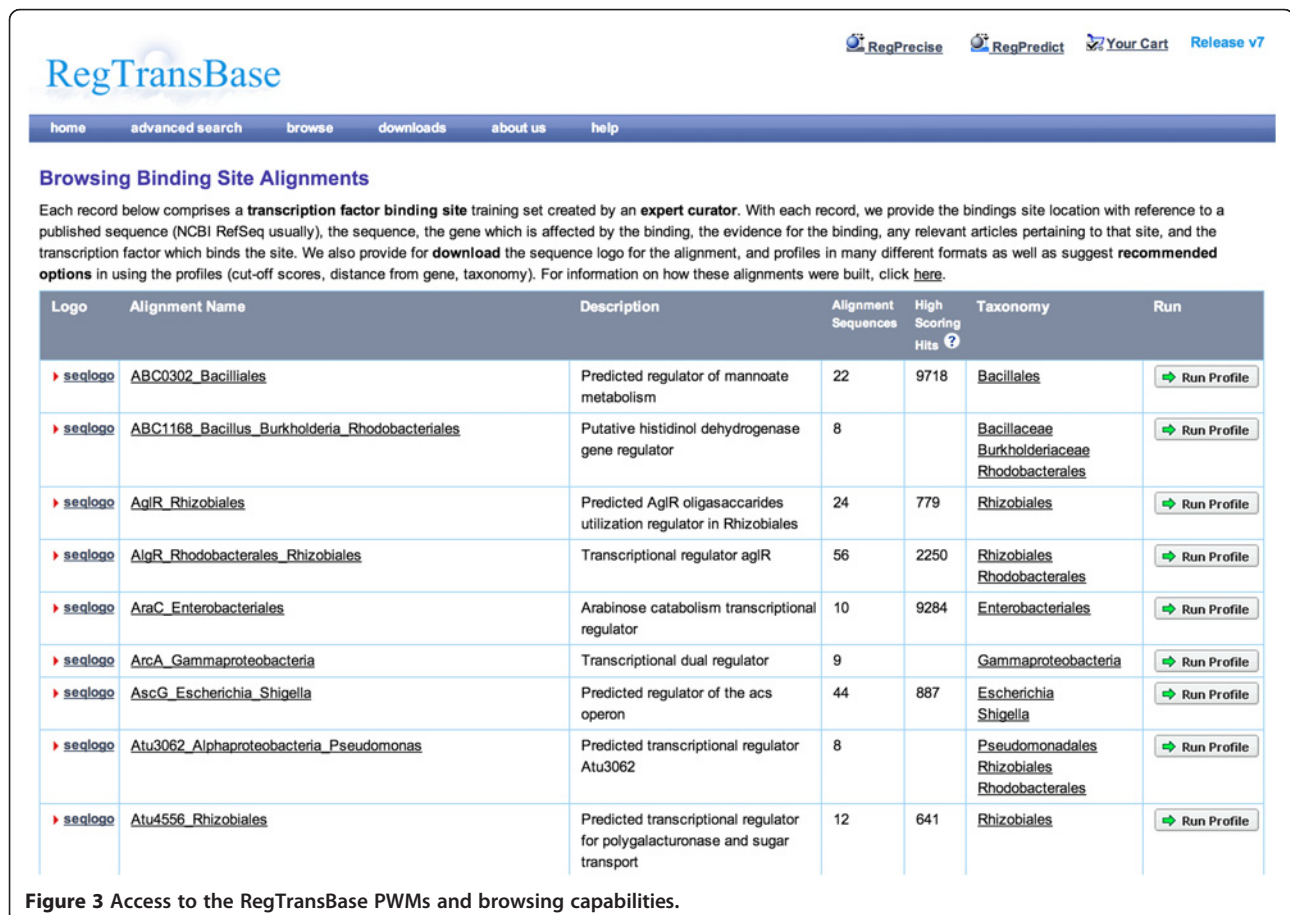 RegPrecise RegPredict Your Cart Release v7
RegTransBase
home advanced search browse downloads about us help
Browsing Binding Site Alignments
Each record below comprises a transcription factor binding site training set created by an expert curator. With each record, we provide the bindings site location with reference to a
published sequence (NCBI RefSeq usually), the sequence, the gene which is affected by the binding, the evidence for the binding, any relevant articles pertaining to that site, and the
transcription factor which binds the site. We also provide for download the sequence logo for the alignment, and profiles in many different formats as well as suggest recommended
options in using the profiles (cut-off scores, distance from gene, taxonomy). For information on how these alignments were built, click here.
Logo Alignment Name Description Alignment High Taxonomy Run
Sequences Scoring
Hits ?
seqlogo ABC0302_Bacilliales Predicted regulator of mannoate 22 9718 Bacillales Run Profile
metabolism
seqlogo ABC1168_Bacillus_Burkholderia_Rhodobacteriales Putative histidinol dehydrogenase 8 Bacillaceae Run Profile
gene regulator Burkholderiaceae
Rhodobacterales
seqlogo AglR_Rhizobiales Predicted AglR oligasaccarides 24 779 Rhizobiales Run Profile
utilization regulator in Rhizobiales
seqlogo AlgR_Rhodobacterales_Rhizobiales Transcriptional regulator aglR 56 2250 Rhizobiales Run Profile
Rhodobacterales
seqlogo AraC_Enterobacteriales Arabinose catabolism transcriptional 10 9284 Enterobacteriales Run Profile
regulator
seqlogo ArcA_Gammaproteobacteria Transcriptional dual regulator 9 Gammaproteobacteria Run Profile
seqlogo AscG_Escherichia_Shigella Predicted regulator of the acs 44 887 Escherichia Run Profile
operon Shigella
seqlogo Atu3062_Alphaproteobacteria_Pseudomonas Predicted transcriptional regulator 8 Pseudomonadales Run Profile
Atu3062 Rhizobiales
Rhodobacterales
seqlogo Atu4556_Rhizobiales Predicted transcriptional regulator 12 641 Rhizobiales Run Profile
for polygalacturonase and sugar
transport
Figure 3 Access to the RegTransBase PWMs and browsing capabilities.